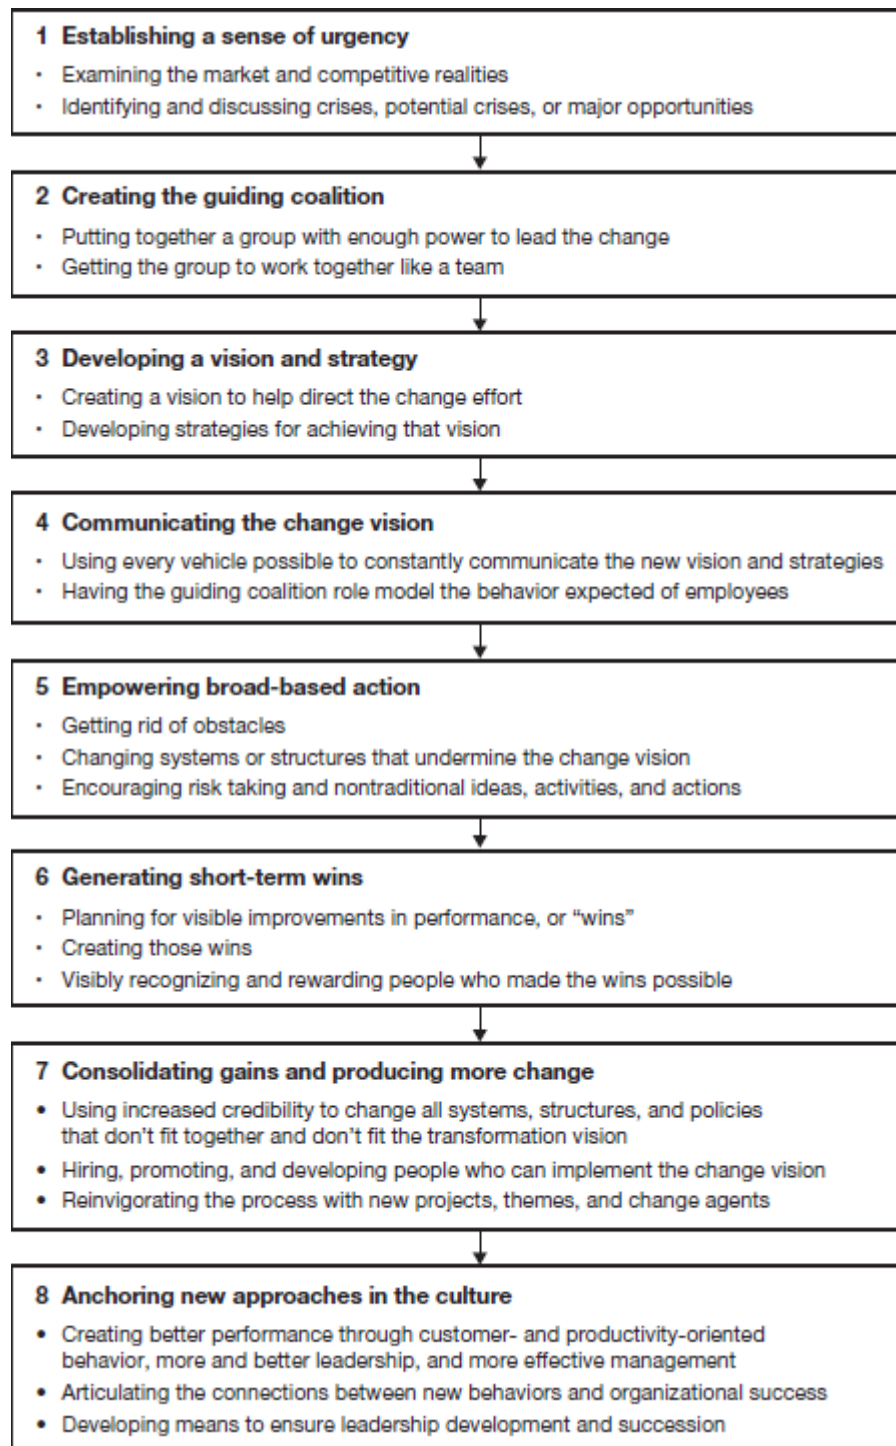 1 Establishing a sense of urgency
· Examining the market and competitive realities
· Identifying and discussing crises, potential crises, or major opportunities
2 Creating the guiding coalition
· Putting together a group with enough power to lead the change
· Getting the group to work together like a team
3 Developing a vision and strategy
· Creating a vision to help direct the change effort
· Developing strategies for achieving that vision
4 Communicating the change vision
· Using every vehicle possible to constantly communicate the new vision and strategies
· Having the guiding coalition role model the behavior expected of employees
5 Empowering broad-based action
· Getting rid of obstacles
· Changing systems or structures that undermine the change vision
· Encouraging risk taking and nontraditional ideas, activities, and actions
6 Generating short-term wins
· Planning for visible improvements in performance, or “wins”
· Creating those wins
· Visibly recognizing and rewarding people who made the wins possible
7 Consolidating gains and producing more change
• Using increased credibility to change all systems, structures, and policies
that don’t fit together and don’t fit the transformation vision
• Hiring, promoting, and developing people who can implement the change vision
• Reinvigorating the process with new projects, themes, and change agents
8 Anchoring new approaches in the culture
• Creating better performance through customer- and productivity-oriented
behavior, more and better leadership, and more effective management
• Articulating the connections between new behaviors and organizational success
• Developing means to ensure leadership development and succession